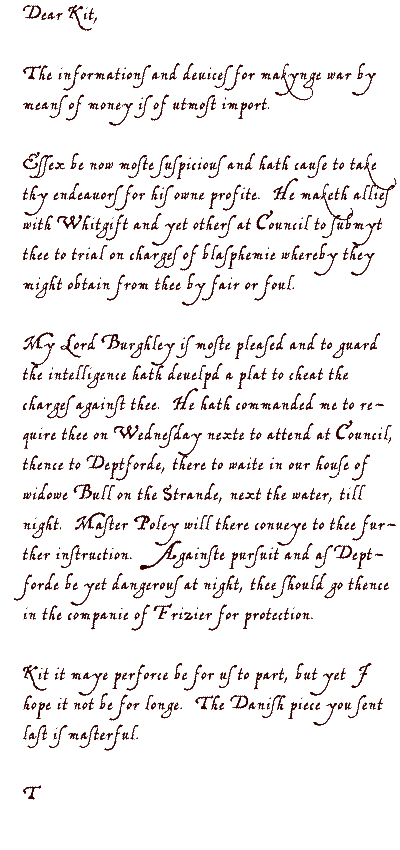 Dear Kit,
The informations and deuices for makynge war by
means of money is of utmost import.
Essex be now moste suspicious and hath cause to take
thy endeauors for his owne profite. He maketh allies
with Whitgift and yet others at Council to submyt
thee to trial on charges of blasphemie whereby they
might obtain from thee by fair or foul.
My Lord Burghley is moste pleased and to guard
the intelligence hath deuelpd a plat to cheat the
charges against thee. He hath commanded me to re-
quire thee on Wednesday nexte to attend at Council,
thence to Deptforde, there to waite in our house of
widowe Bull on the Strande, next the water, till
night. Master Poley will there conueye to thee fur-
ther instruction. Againste pursuit and as Dept-
forde be yet dangerous at night, thee should go thence
in the companie of Frizier for protection.
Kit it maye perforce be for us to part, but yet I
hope it not be for longe. The Danish piece you sent
last is masterful.
T